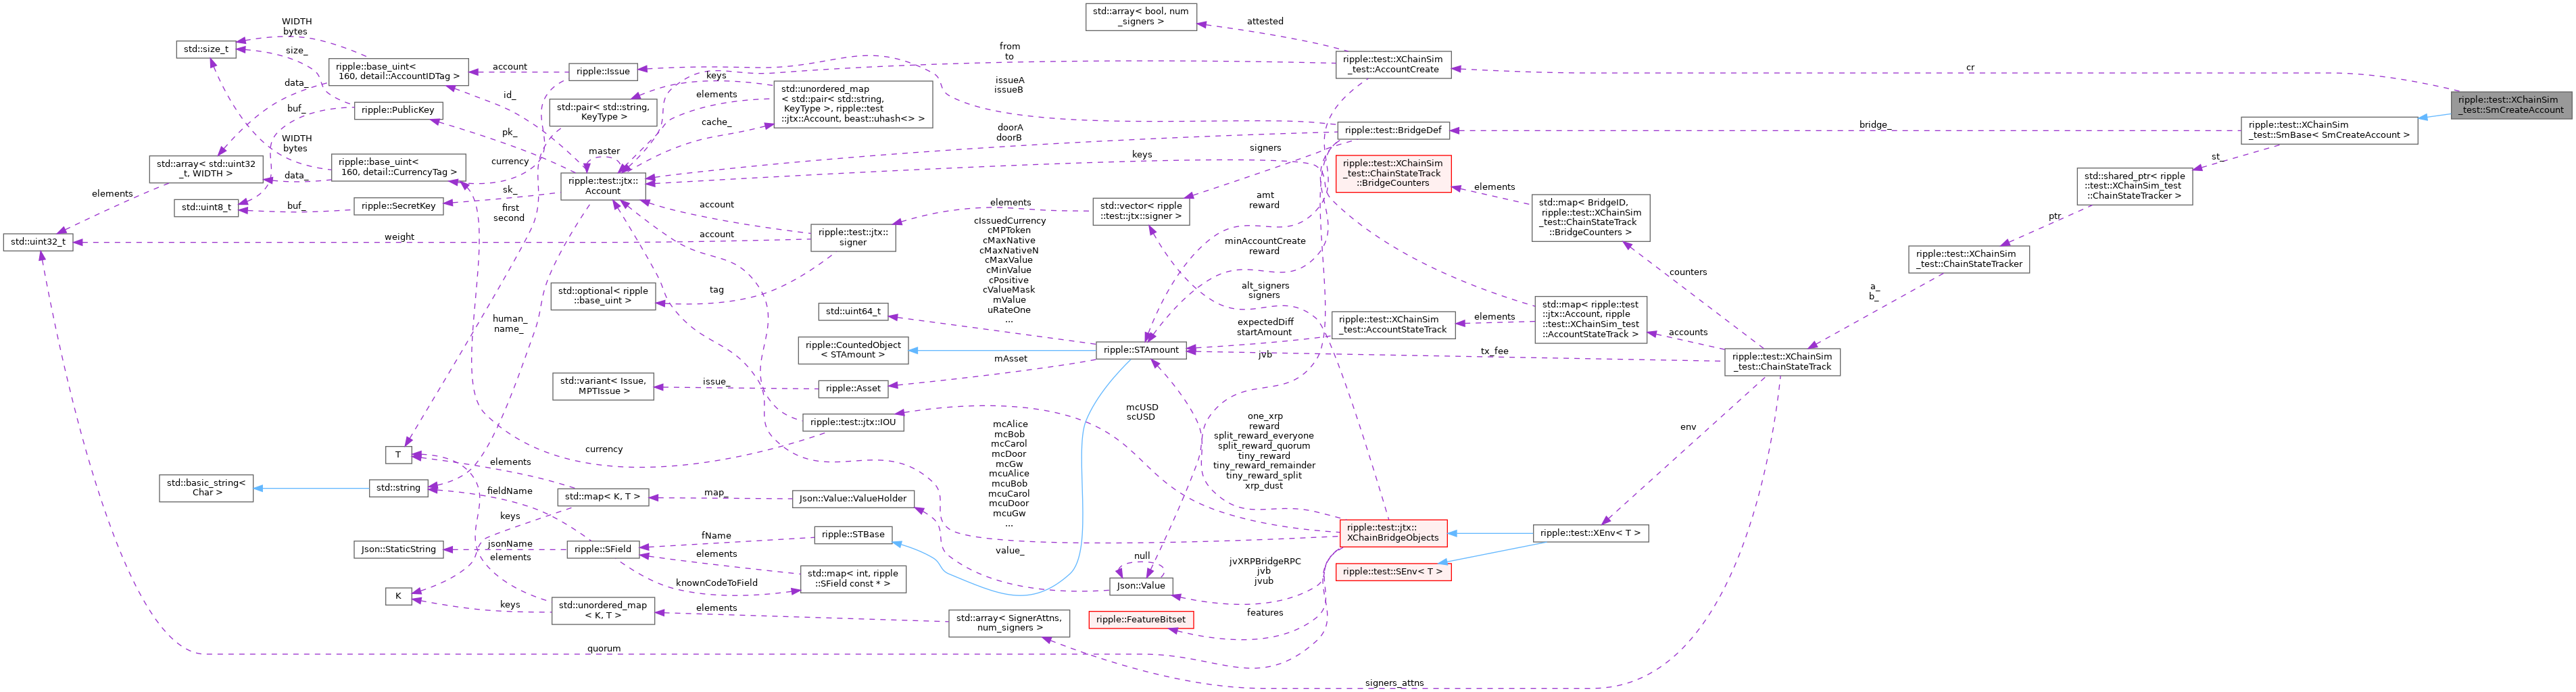 std::array< bool, num
_signers >
attested
WIDTH
bytes
std::size_t
size_
from
to
ripple::test::XChainSim
_test::AccountCreate
cr
ripple::base_uint<
160, detail::AccountIDTag >
account
ripple::Issue
keys
issueA
issueB
data_
std::unordered_map
< std::pair< std::string,
KeyType >, ripple::test
::jtx::Account, beast::uhash<> >
elements
id_
buf_
ripple::PublicKey
std::pair< std::string,
KeyType >
cache_
ripple::test::XChainSim
_test::SmCreateAccount
pk_
doorA
doorB
ripple::test::BridgeDef
bridge_
ripple::test::XChainSim
_test::SmBase< SmCreateAccount >
WIDTH
bytes
master
keys
signers
st_
std::array< std::uint32
_t, WIDTH >
ripple::base_uint<
160, detail::CurrencyTag >
currency
data_
ripple::test::XChainSim
_test::ChainStateTrack
::BridgeCounters
elements
ripple::test::jtx::
Account
std::shared_ptr< ripple
::test::XChainSim_test
::ChainStateTracker >
elements
sk_
std::uint8_t
buf_
ripple::SecretKey
first
second
account
elements
std::vector< ripple
::test::jtx::signer >
amt
reward
std::map< BridgeID,
ripple::test::XChainSim
_test::ChainStateTrack
::BridgeCounters >
ptr
std::uint32_t
weight
account
ripple::test::jtx::
signer
cIssuedCurrency
cMPToken
cMaxNative
cMaxNativeN
cMaxValue
cMinValue
cPositive
cValueMask
mValue
uRateOne
...
minAccountCreate
reward
ripple::test::XChainSim
_test::ChainStateTracker
counters
std::optional< ripple
::base_uint >
tag
alt_signers
signers
a_
b_
std::uint64_t
human_
name_
expectedDiff
startAmount
ripple::test::XChainSim
_test::AccountStateTrack
elements
std::map< ripple::test
::jtx::Account, ripple
::test::XChainSim_test
::AccountStateTrack >
accounts
ripple::CountedObject
< STAmount >
ripple::STAmount
jvb
tx_fee
ripple::test::XChainSim
_test::ChainStateTrack
mAsset
std::variant< Issue,
MPTIssue >
issue_
ripple::Asset
mcUSD
scUSD
ripple::test::jtx::IOU
one_xrp
reward
split_reward_everyone
split_reward_quorum
tiny_reward
tiny_reward_remainder
tiny_reward_split
xrp_dust
env
mcAlice
mcBob
mcCarol
mcDoor
mcGw
mcuAlice
mcuBob
mcuCarol
mcuDoor
mcuGw
...
T
currency
elements
std::basic_string<
Char >
std::string
fieldName
std::map< K, T >
map_
Json::Value::ValueHolder
keys
fName
ripple::STBase
ripple::test::jtx::
XChainBridgeObjects
ripple::test::XEnv< T >
Json::StaticString
jsonName
ripple::SField
elements
value_
null
elements
jvXRPBridgeRPC
jvb
jvub
ripple::test::SEnv< T >
knownCodeToField
std::map< int, ripple
::SField const * >
Json::Value
K
keys
std::unordered_map
< K, T >
elements
std::array< SignerAttns,
num_signers >
ripple::FeatureBitset
features
quorum
signers_attns